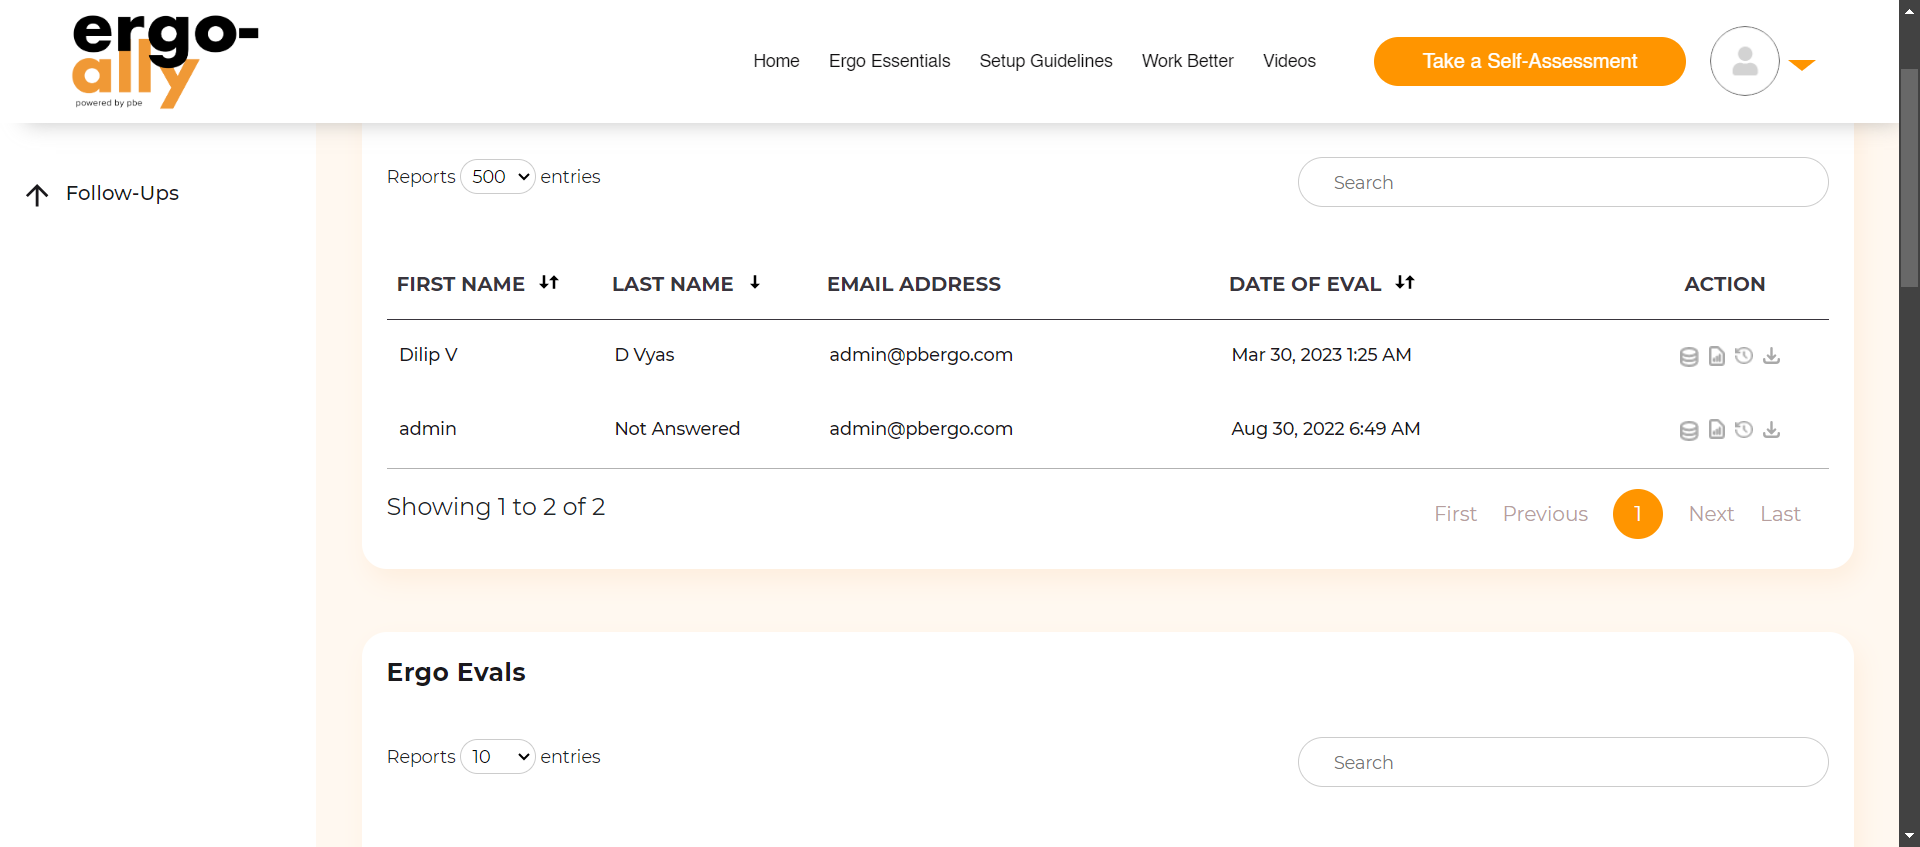 ergo-
ally
powered by pbe
Home Ergo Essentials Setup Guidelines Work Better Videos Take a Self-Assessment
Follow-Ups
Reports 500 entries Search
FIRST NAME LAST NAME EMAIL ADDRESS DATE OF EVAL ACTION
Dilip V D Vyas admin@pbergo.com Mar 30, 2023 1:25 AM
admin Not Answered admin@pbergo.com Aug 30, 2022 6:49 AM
Showing 1 to 2 of 2
First Previous 1 Next Last
Ergo Evals
Reports 10 entries Search